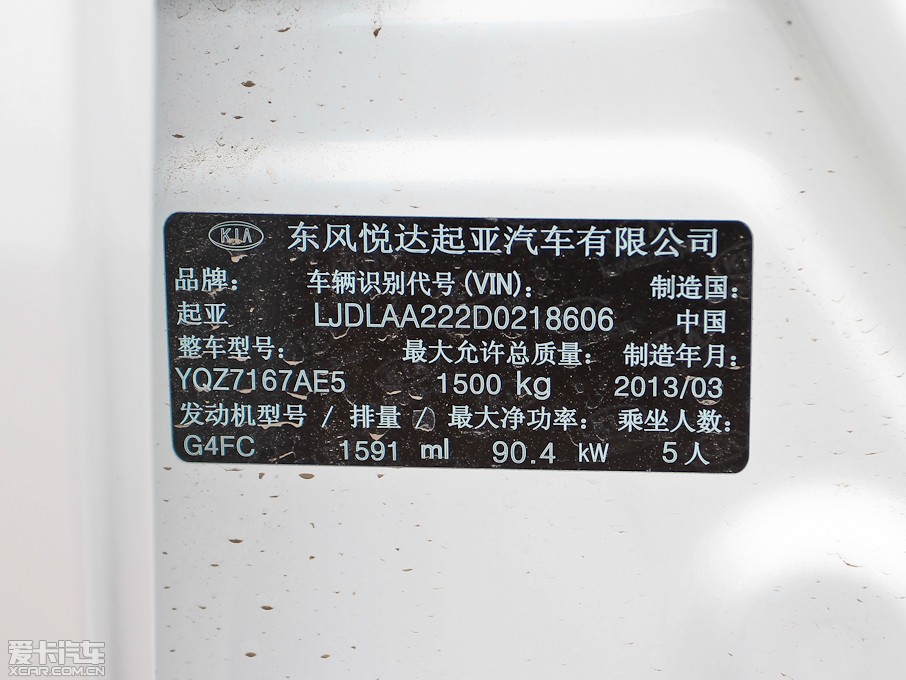 KIA 东风悦达起亚汽车有限公司
品牌： 车辆识别代号(VIN)： 制造国：
起亚 LJDLAA222D0218606 中国
整车型号： 最大允许总质量： 制造年月：
YQZ7167AE5 1500 kg 2013/03
发动机型号 / 排量 / 最大净功率： 乘坐人数：
G4FC 1591 ml 90.4 kW 5人
爱卡汽车
XCAR.COM.CN